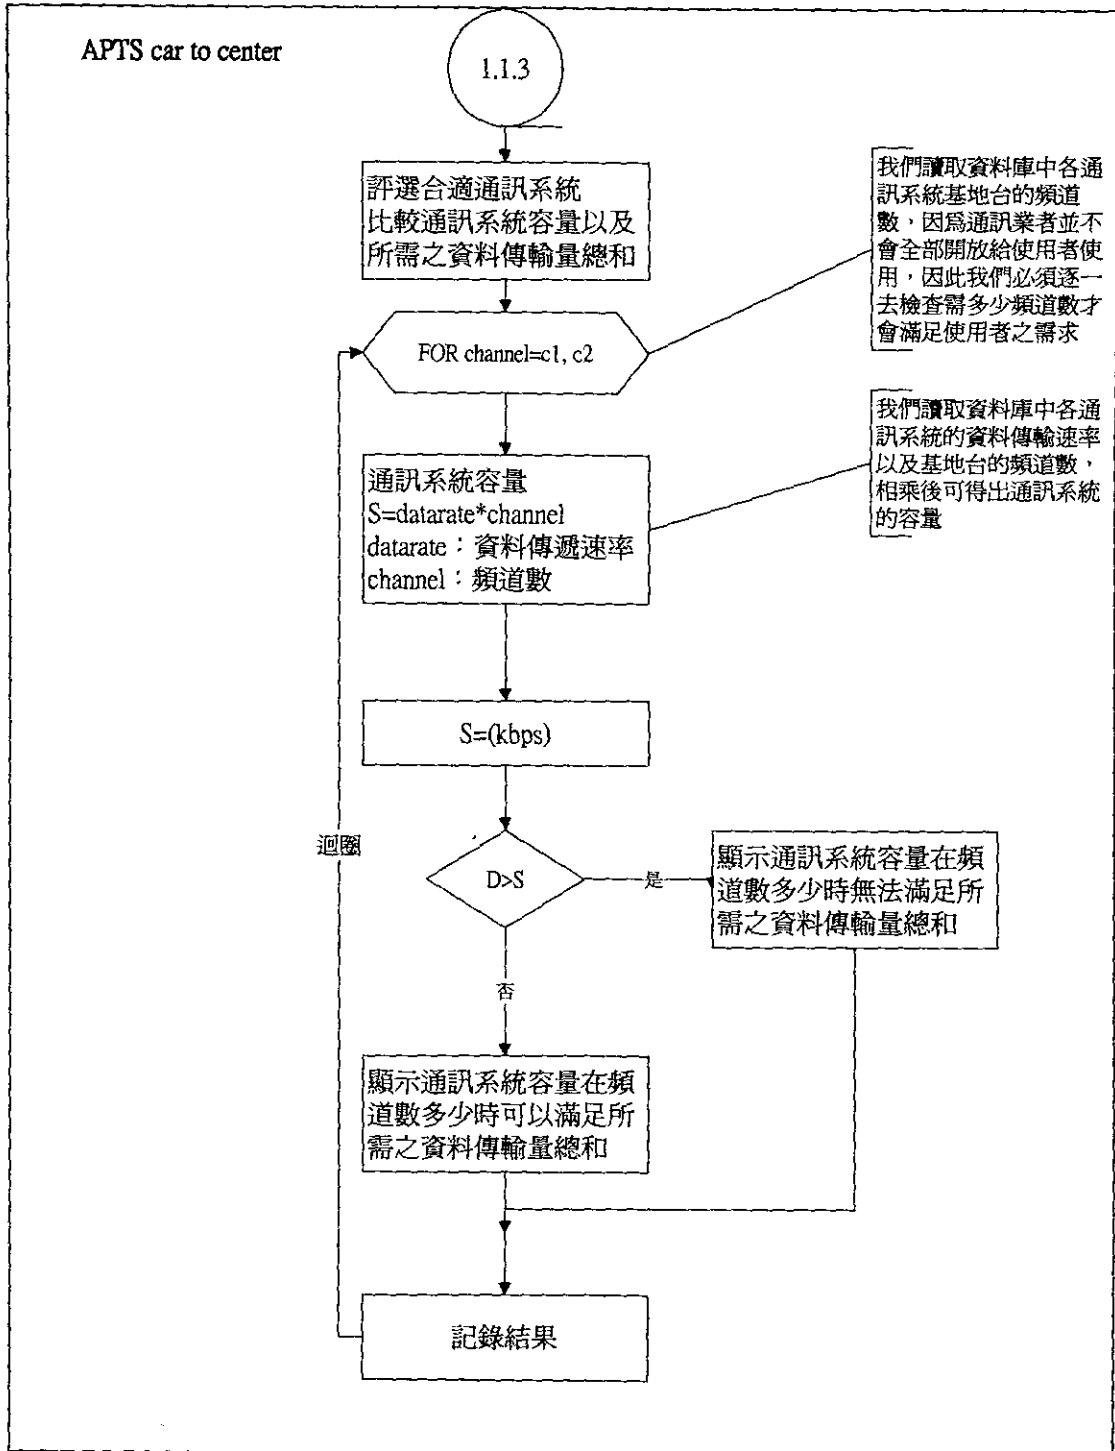 APTS car to center
1.1.3
評選合適通訊系統
比較通訊系統容量以及
所需之資料傳輸量總和
我們讀取資料庫中各通
訊系統基地台的頻道
數，因爲通訊業者並不
會全部開放給使用者使
用，因此我們必須逐一
去檢查需多少頻道數才
會滿足使用者之需求
FOR channel=c1, c2
我們讀取資料庫中各通
訊系統的資料傳輸速率
以及基地台的頻道數，
相乘後可得出通訊系統
的容量
通訊系統容量
S=datarate*channel
datarate：資料傳遞速率
channel：頻道數
S=(kbps)
迴圈
D>S
是
顯示通訊系統容量在頻
道數多少時無法滿足所
需之資料傳輸量總和
否
顯示通訊系統容量在頻
道數多少時可以滿足所
需之資料傳輸量總和
記錄結果